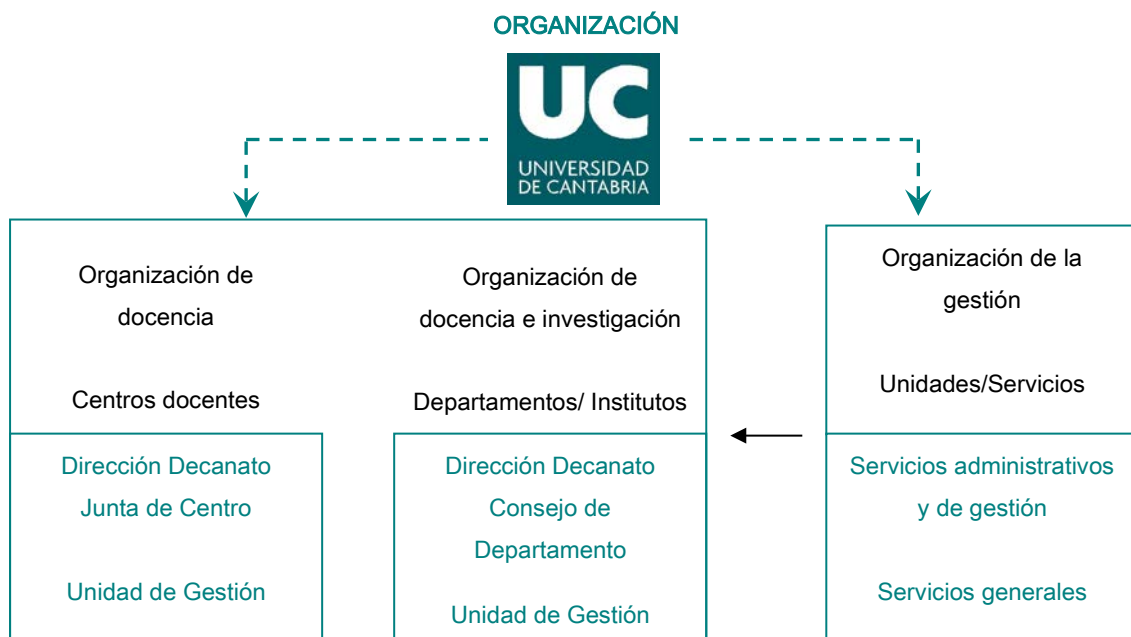 ORGANIZACIÓN
UC
UNIVERSIDAD
DE CANTABRIA
Organización de
docencia
Centros docentes
Organización de
docencia e investigación
Departamentos/ Institutos
Organización de la
gestión
Unidades/Servicios
Dirección Decanato
Junta de Centro
Unidad de Gestión
Dirección Decanato
Consejo de
Departamento
Unidad de Gestión
Servicios administrativos
y de gestión
Servicios generales